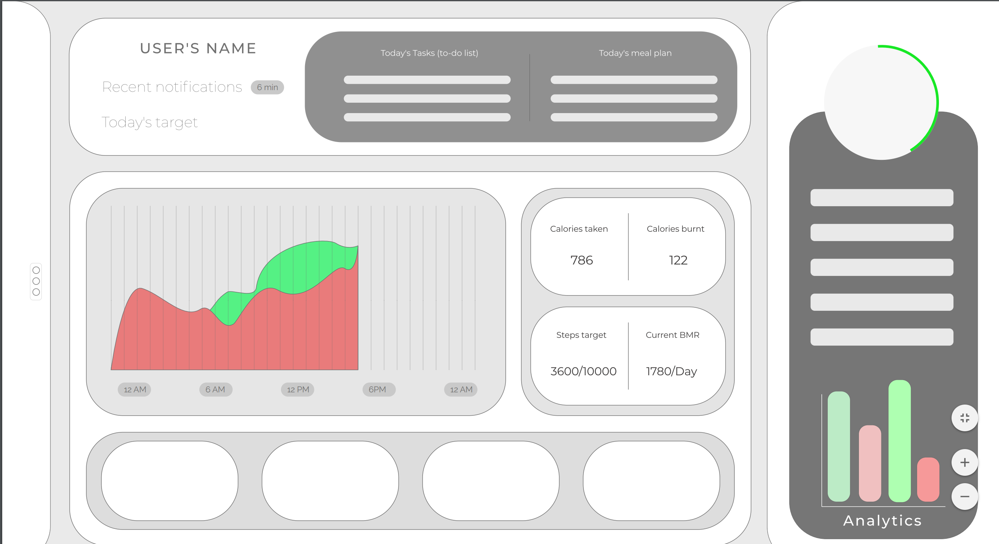 USER'S NAME
Recent notifications 6 min
Today's target
Today's Tasks (to-do list)
Today's meal plan
12 AM 6 AM 12 PM 6PM 12 AM
Calories taken
786
Calories burnt
122
Steps target
3600/10000
Current BMR
1780/Day
Analytics